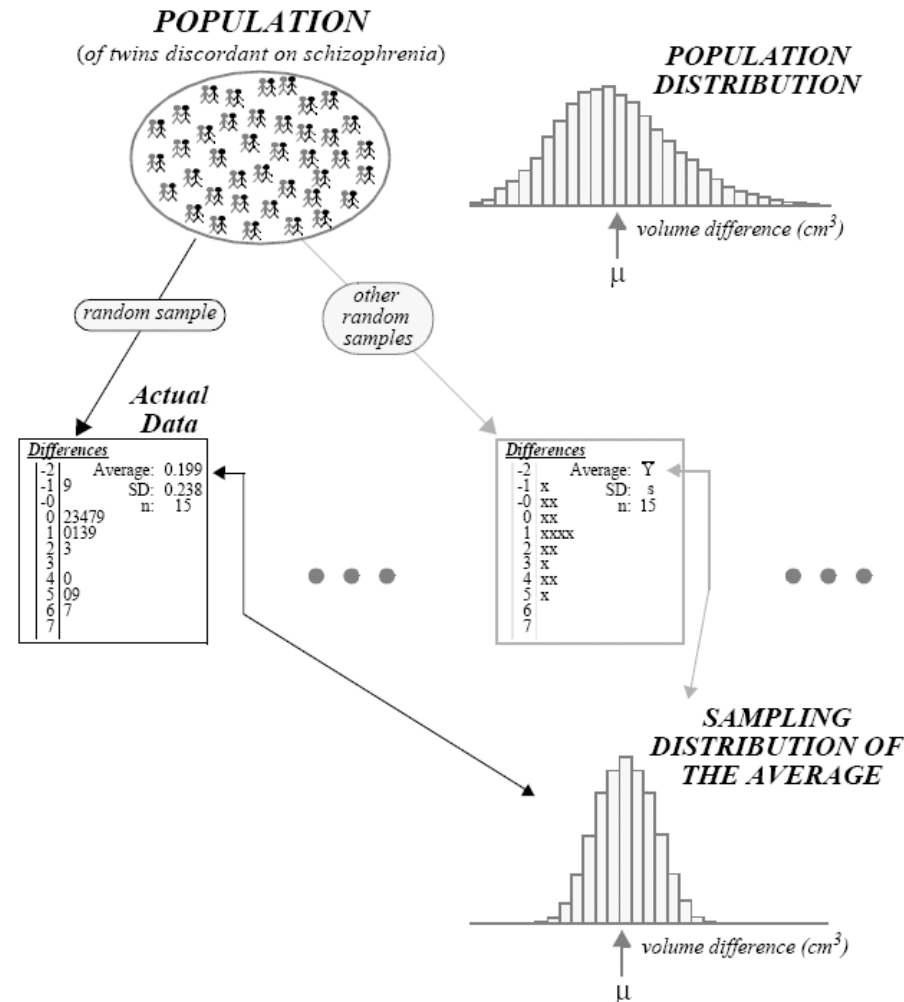 POPULATION
(of twins discordant on schizophrenia)
POPULATION
DISTRIBUTION
volume difference (cm³)
μ
random sample
other
random
samples
Actual
Data
Differences
-2 Average: 0.199
-1 9 SD: 0.238
-0 n: 15
0 23479
1 0139
2 3
3
4 0
5 09
6 7
7
Differences
-2 Average: Y̅
-1 x SD: s
-0 xx n: 15
0 xx
1 xxxx
2 xx
3 x
4 xx
5 x
6
7
SAMPLING
DISTRIBUTION OF
THE AVERAGE
volume difference (cm³)
μ